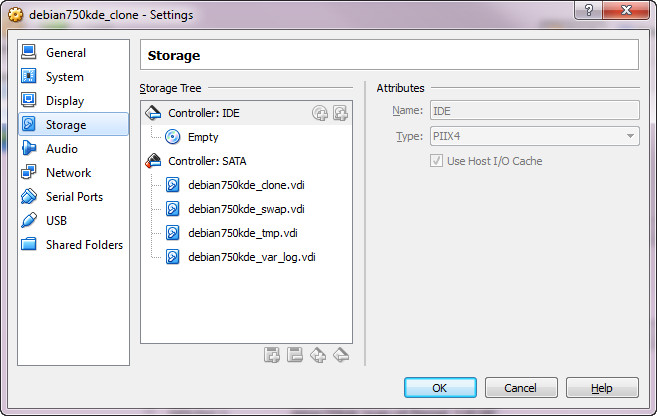 debian750kde_clone - Settings
General
System
Display
Storage
Audio
Network
Serial Ports
USB
Shared Folders
Storage
Storage Tree
Controller: IDE
Empty
Controller: SATA
debian750kde_clone.vdi
debian750kde_swap.vdi
debian750kde_tmp.vdi
debian750kde_var_log.vdi
Attributes
Name: IDE
Type: PIIX4
Use Host I/O Cache
OK Cancel Help